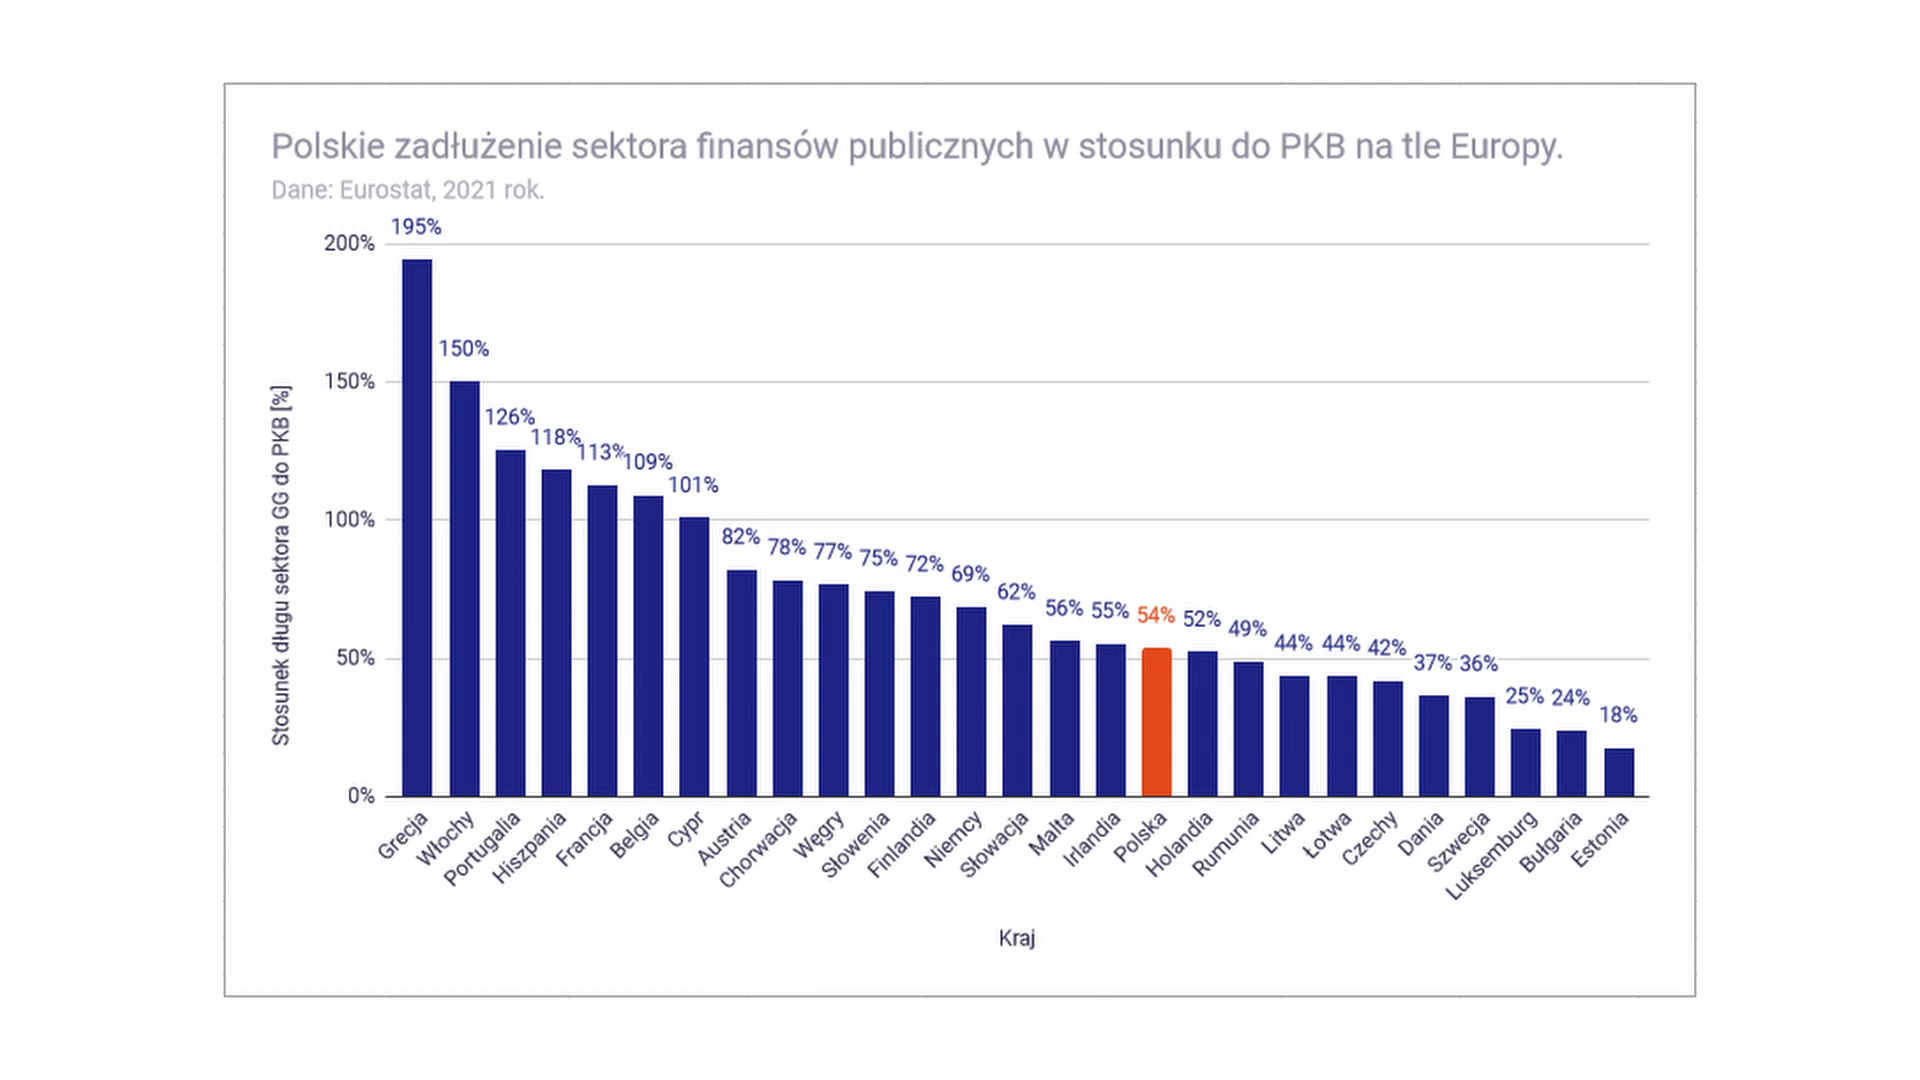 Polskie zadłużenie sektora finansów publicznych w stosunku do PKB na tle Europy.
Dane: Eurostat, 2021 rok.
Stosunek długu sektora GG do PKB [%]
200%
150%
100%
50%
0%
195%
150%
126%
118%
113%
109%
101%
82%
78%
77%
75%
72%
69%
62%
56%
55%
54%
52%
49%
44%
44%
42%
37%
36%
25%
24%
18%
Grecja
Włochy
Portugalia
Hiszpania
Francja
Belgia
Cypr
Austria
Chorwacja
Węgry
Słowenia
Finlandia
Niemcy
Słowacja
Malta
Irlandia
Polska
Holandia
Rumunia
Litwa
Łotwa
Czechy
Dania
Szwecja
Luksemburg
Bułgaria
Estonia
Kraj